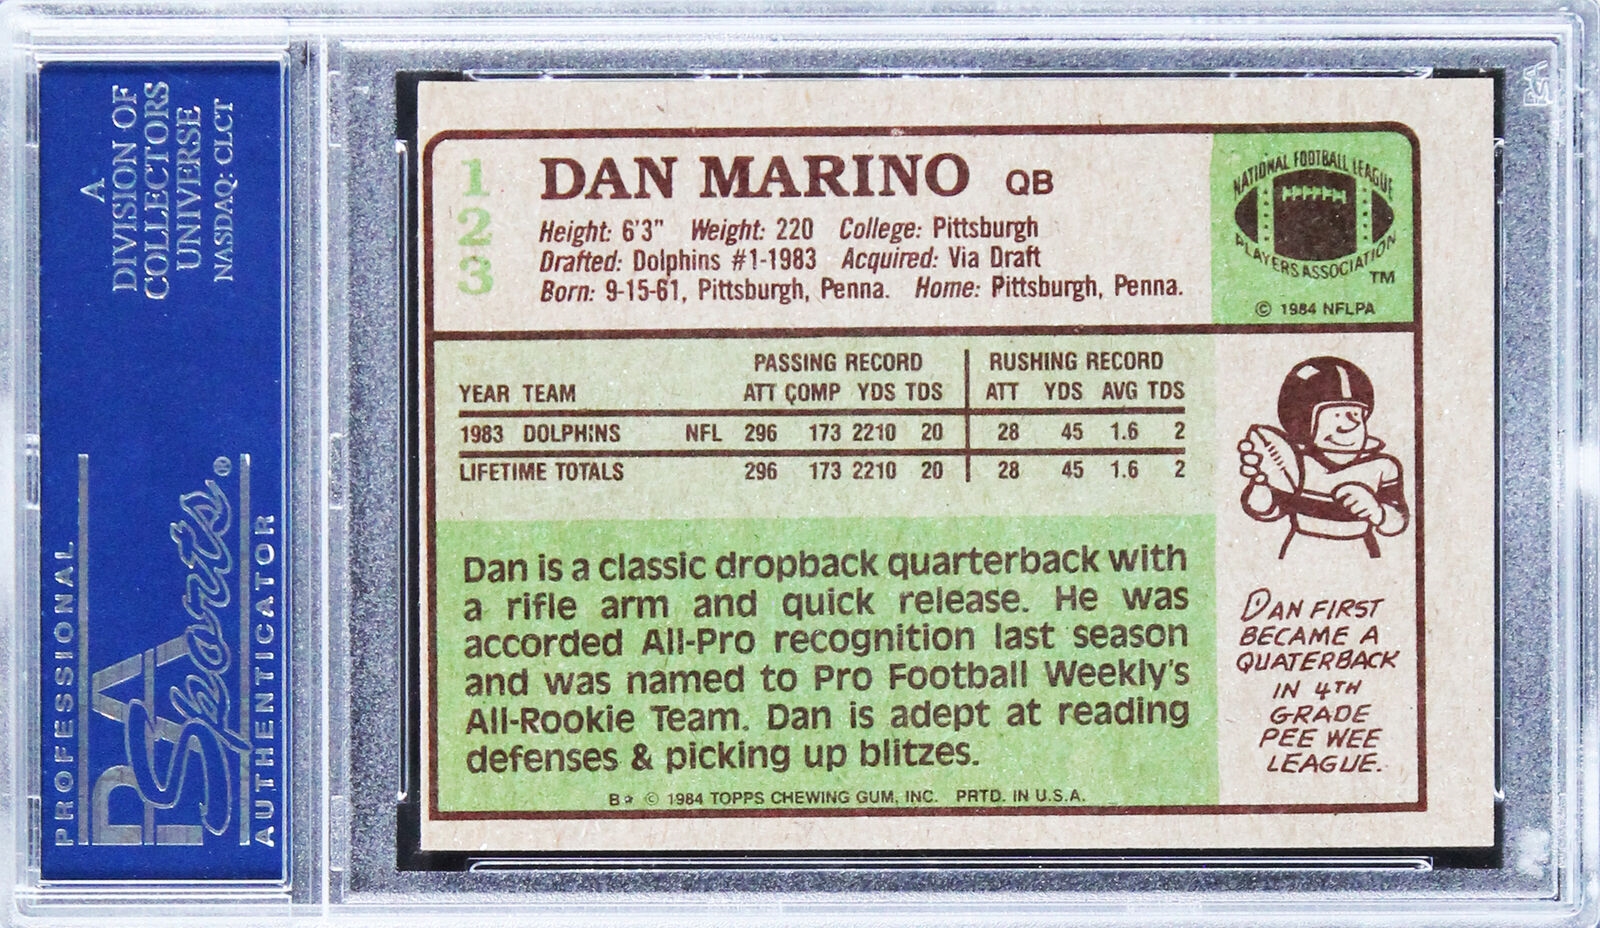 A
DIVISION OF
COLLECTORS
UNIVERSE
NASDAQ: CLCT
PROFESSIONAL
PSA
Sports®
AUTHENTICATOR
PSA
123
DAN MARINO QB
Height: 6'3" Weight: 220 College: Pittsburgh
Drafted: Dolphins #1-1983 Acquired: Via Draft
Born: 9-15-61, Pittsburgh, Penna. Home: Pittsburgh, Penna.
NATIONAL FOOTBALL LEAGUE
PLAYERS ASSOCIATION
TM
© 1984 NFLPA
PASSING RECORD RUSHING RECORD
YEAR TEAM ATT COMP YDS TDS ATT YDS AVG TDS
1983 DOLPHINS NFL 296 173 2210 20 28 45 1.6 2
LIFETIME TOTALS 296 173 2210 20 28 45 1.6 2
Dan is a classic dropback quarterback with
a rifle arm and quick release. He was
accorded All-Pro recognition last season
and was named to Pro Football Weekly's
All-Rookie Team. Dan is adept at reading
defenses & picking up blitzes.
DAN FIRST
BECAME A
QUATERBACK
IN 4TH
GRADE
PEE WEE
LEAGUE.
B☆ © 1984 TOPPS CHEWING GUM, INC. PRTD. IN U.S.A.